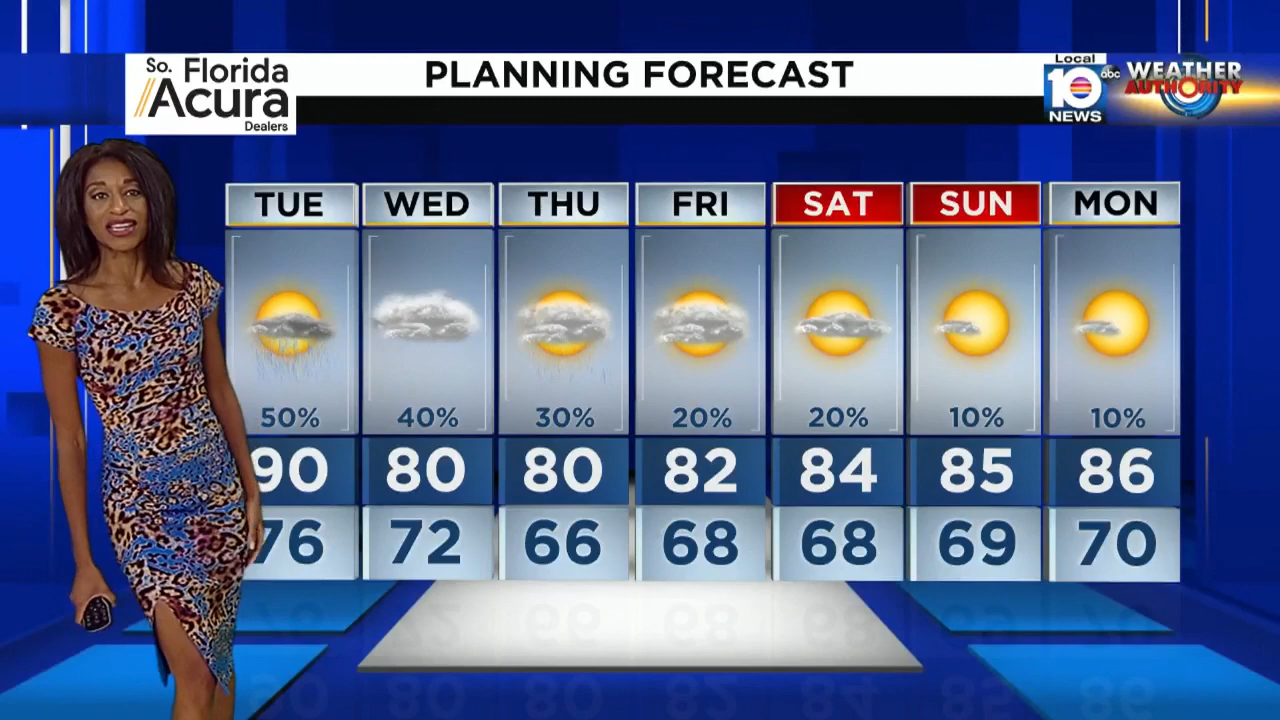 So. Florida
Acura
Dealers
PLANNING FORECAST
Local
10
NEWS
abc
WEATHER
AUTHORITY
TUE WED THU FRI SAT SUN MON
50% 40% 30% 20% 20% 10% 10%
90 80 80 82 84 85 86
76 72 66 68 68 69 70